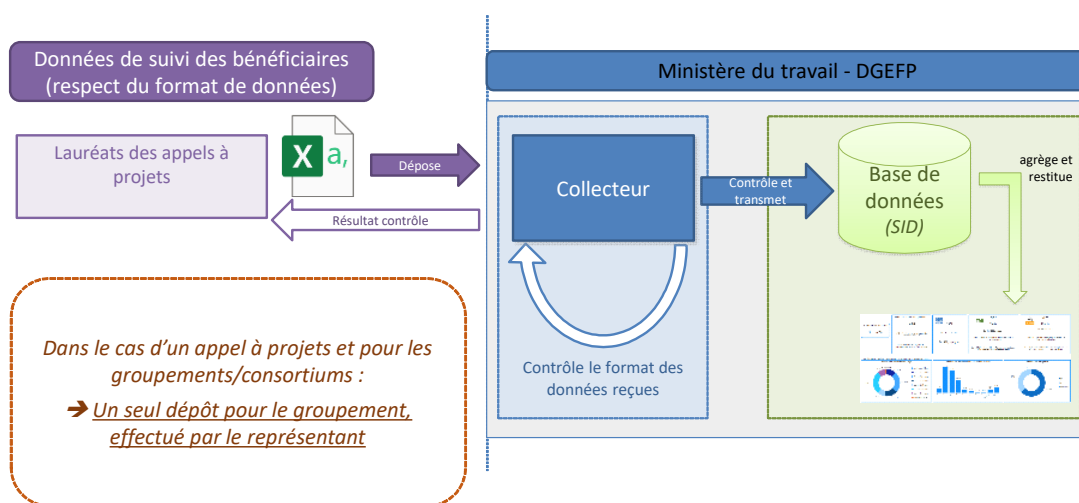 Données de suivi des bénéficiaires
(respect du format de données)
Ministère du travail - DGEFP
Lauréats des appels à
projets
X a,
Dépose
Résultat contrôle
Collecteur
Contrôle et
transmet
Base de
données
(SID)
agrège et
restitue
Contrôle le format des
données reçues
Dans le cas d’un appel à projets et pour les
groupements/consortiums :
➔ Un seul dépôt pour le groupement,
effectué par le représentant